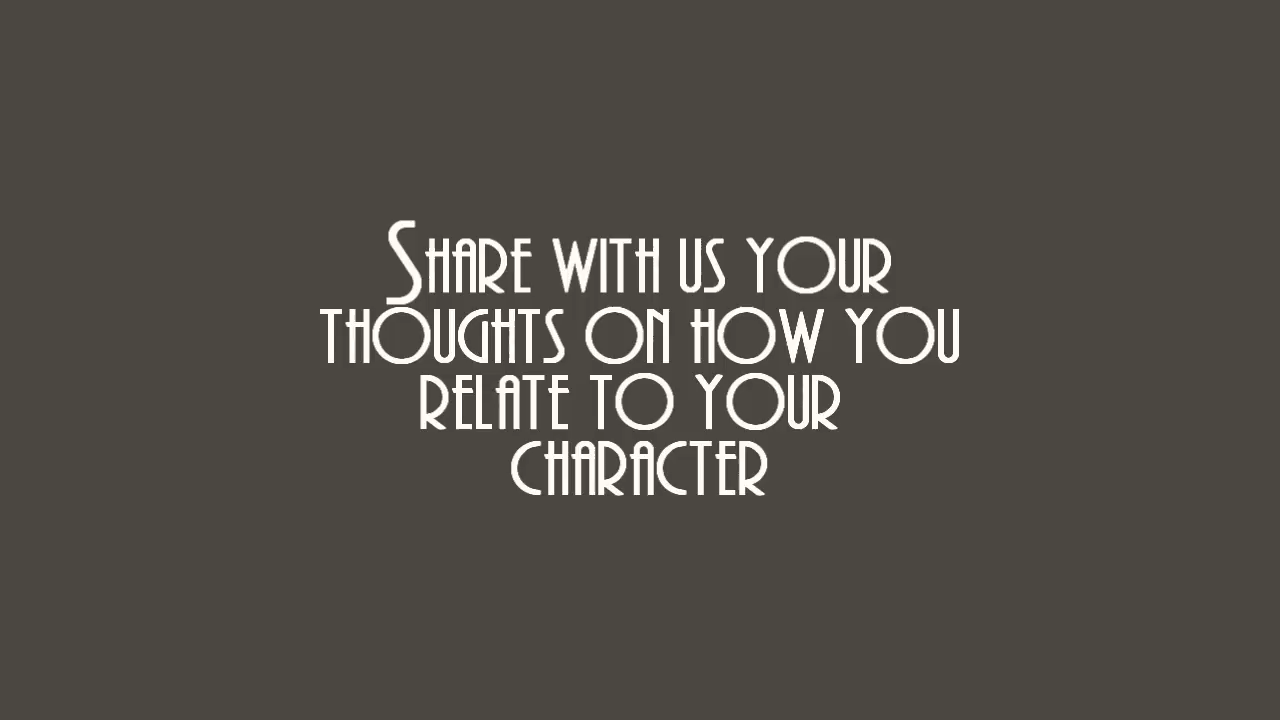 Share with us your
thoughts on how you
relate to your
character